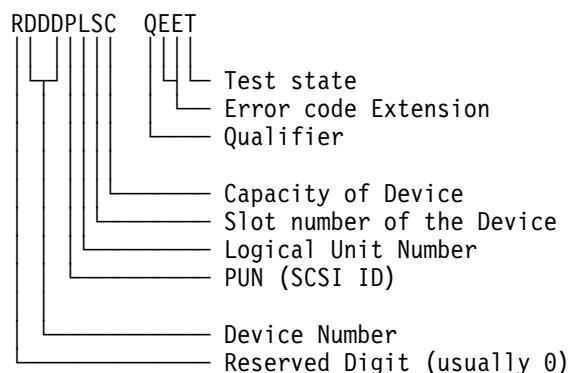 RDDDPLSC QEET
Test state
Error code Extension
Qualifier
Capacity of Device
Slot number of the Device
Logical Unit Number
PUN (SCSI ID)
Device Number
Reserved Digit (usually 0)